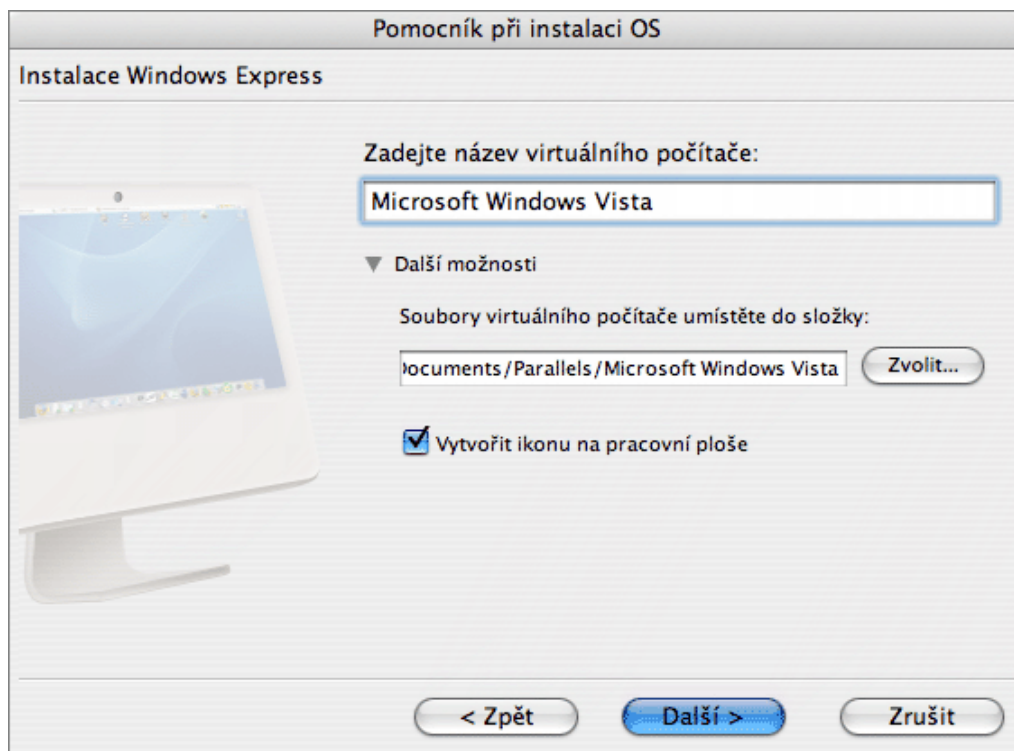 Pomocník při instalaci OS
Instalace Windows Express
Zadejte název virtuálního počítače:
Microsoft Windows Vista
Další možnosti
Soubory virtuálního počítače umístěte do složky:
ocuments/Parallels/Microsoft Windows Vista
Zvolit...
Vytvořit ikonu na pracovní ploše
< Zpět
Další >
Zrušit